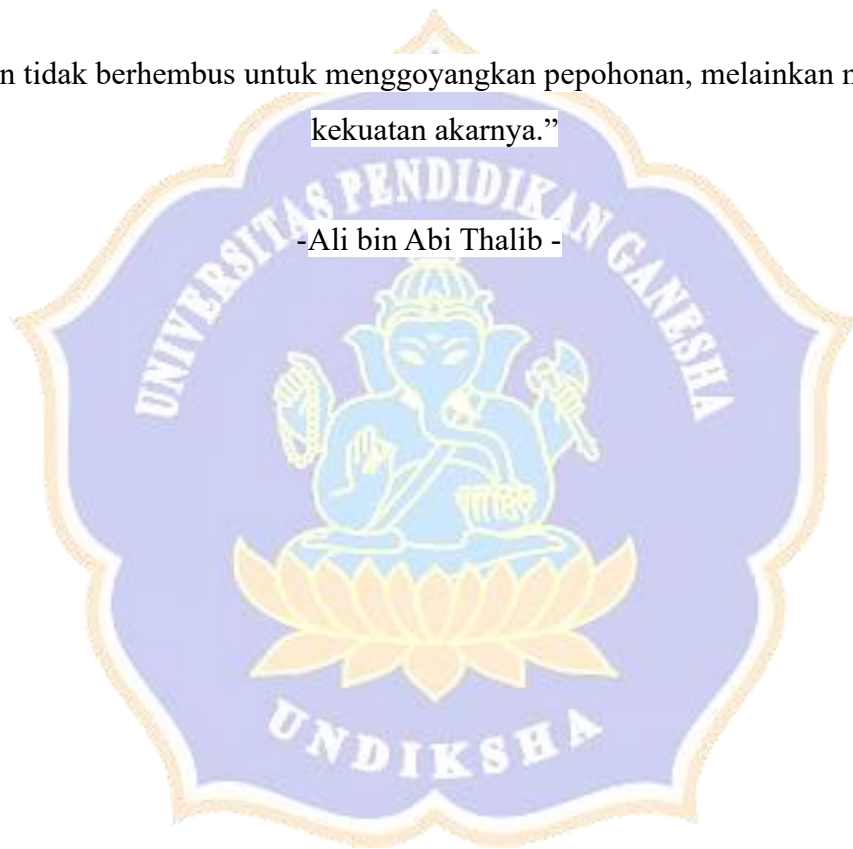 n tidak berhembus untuk menggoyangkan pepohonan, melainkan
kekuatan akarnya.”
UNIVERSITAS PENDIDIKAN GANESHA
-Ali bin Abi Thalib -
UNDIKSHA